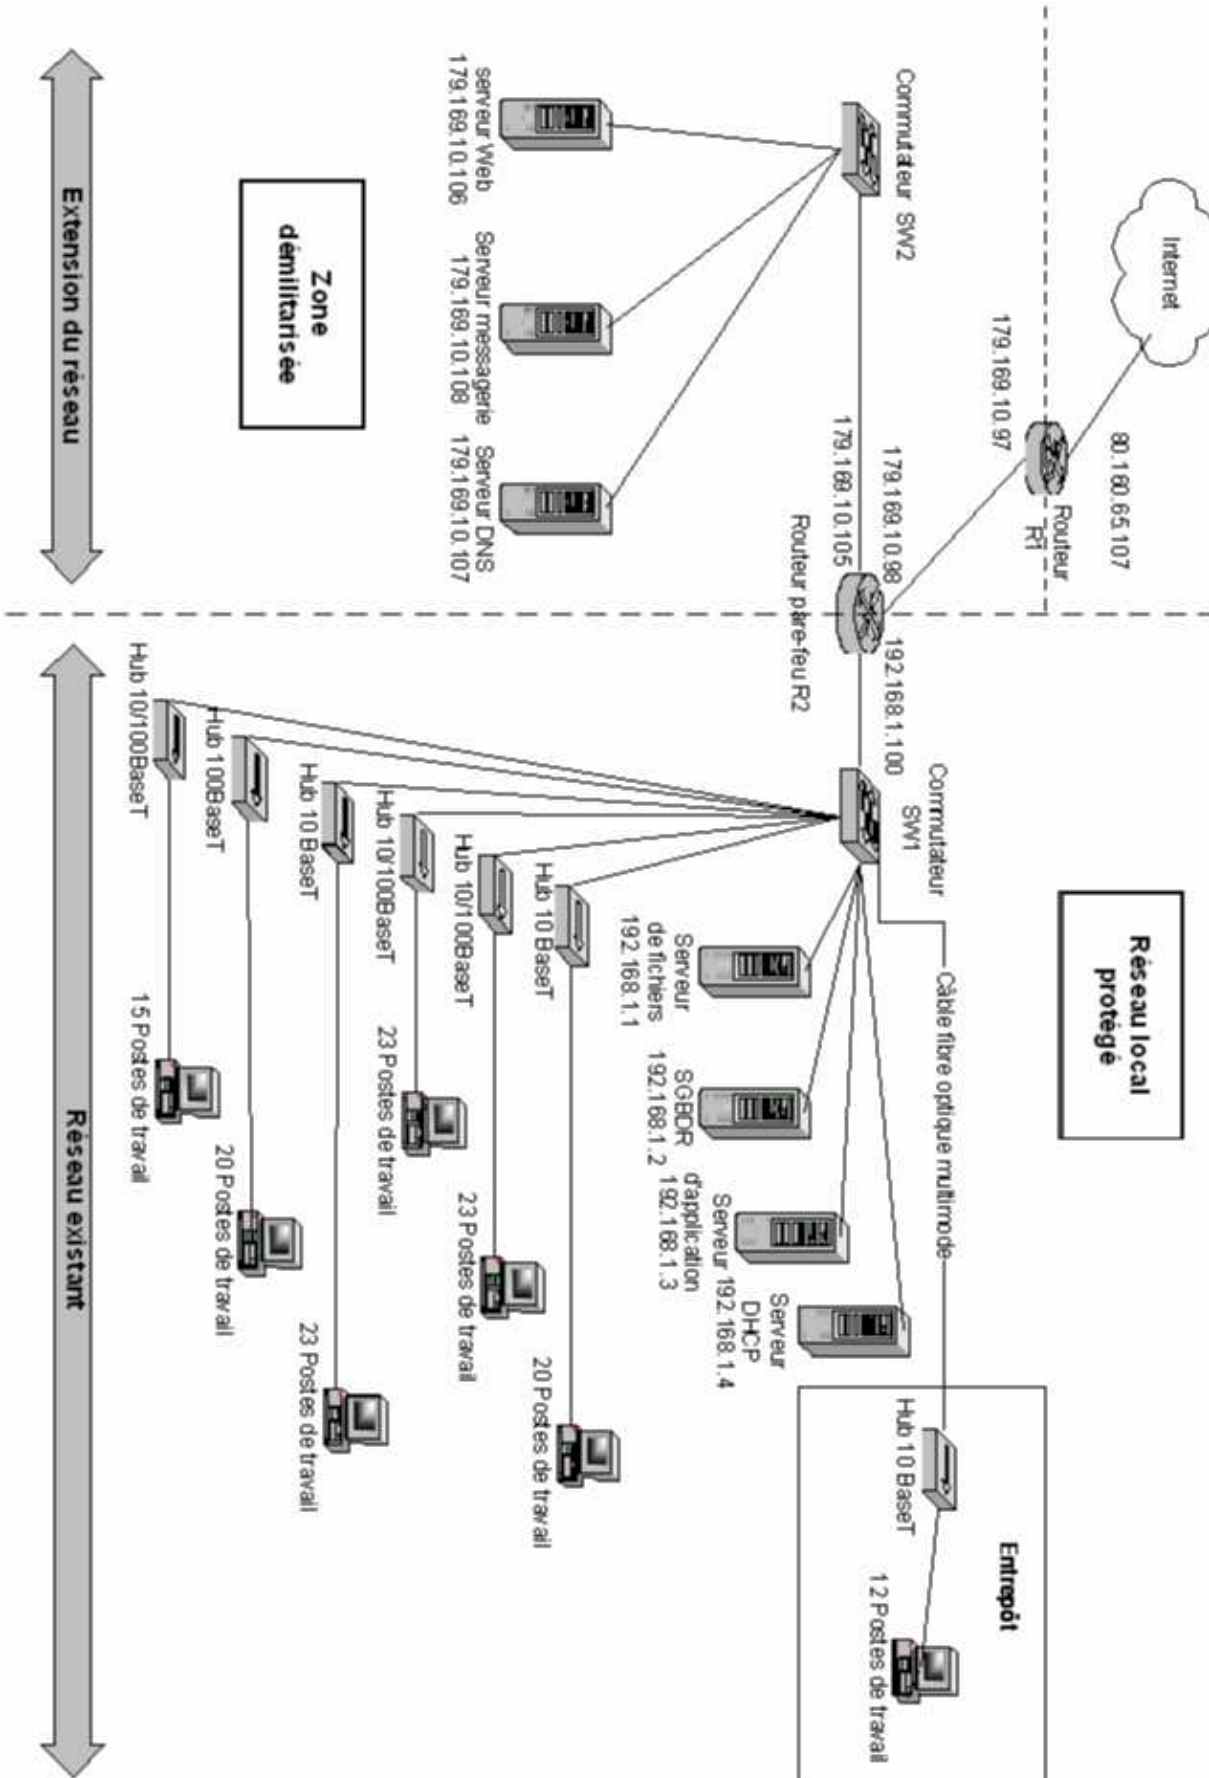 Internet
80.160.65.107
Routeur
R1
179.169.10.97
179.169.10.98
192.168.1.100
179.169.10.105
Routeur pare-feu R2
Commutateur SW2
serveur Web
179.169.10.106
Serveur messagerie
179.169.10.108
Serveur DNS
179.169.10.107
Zone
démilitarisée
Extension du réseau
Réseau local
protégé
Commutateur
SW1
Câble fibre optique multimode
Serveur
de fichiers
192.168.1.1
SGBDR
192.168.1.2
Serveur
d'application
192.168.1.3
Serveur
DHCP
192.168.1.4
Entrepôt
Hub 10 BaseT
12 Postes de travail
Hub 10 BaseT
20 Postes de travail
Hub 10/100BaseT
23 Postes de travail
Hub 10/100BaseT
23 Postes de travail
Hub 10 BaseT
23 Postes de travail
Hub 100BaseT
20 Postes de travail
Hub 10/100BaseT
15 Postes de travail
Réseau existant